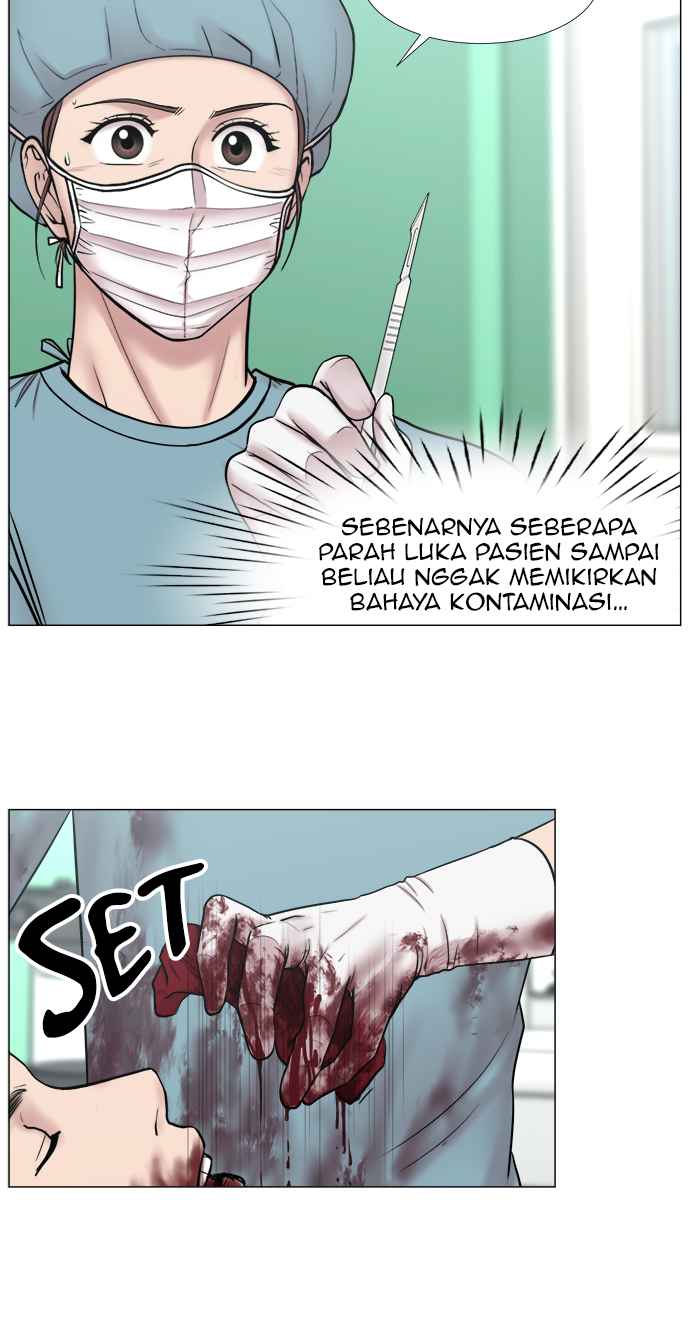 SEBENARNYA SEBERAPA
PARAH LUKA PASIEN SAMPAI
BELIAU NGGAK MEMIKIRKAN
BAHAYA KONTAMINASI...
SET